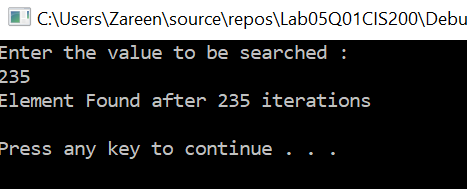 C:\Users\Zareen\source\repos\Lab05Q01CIS200\Debu
Enter the value to be searched :
235
Element Found after 235 iterations
Press any key to continue . . .